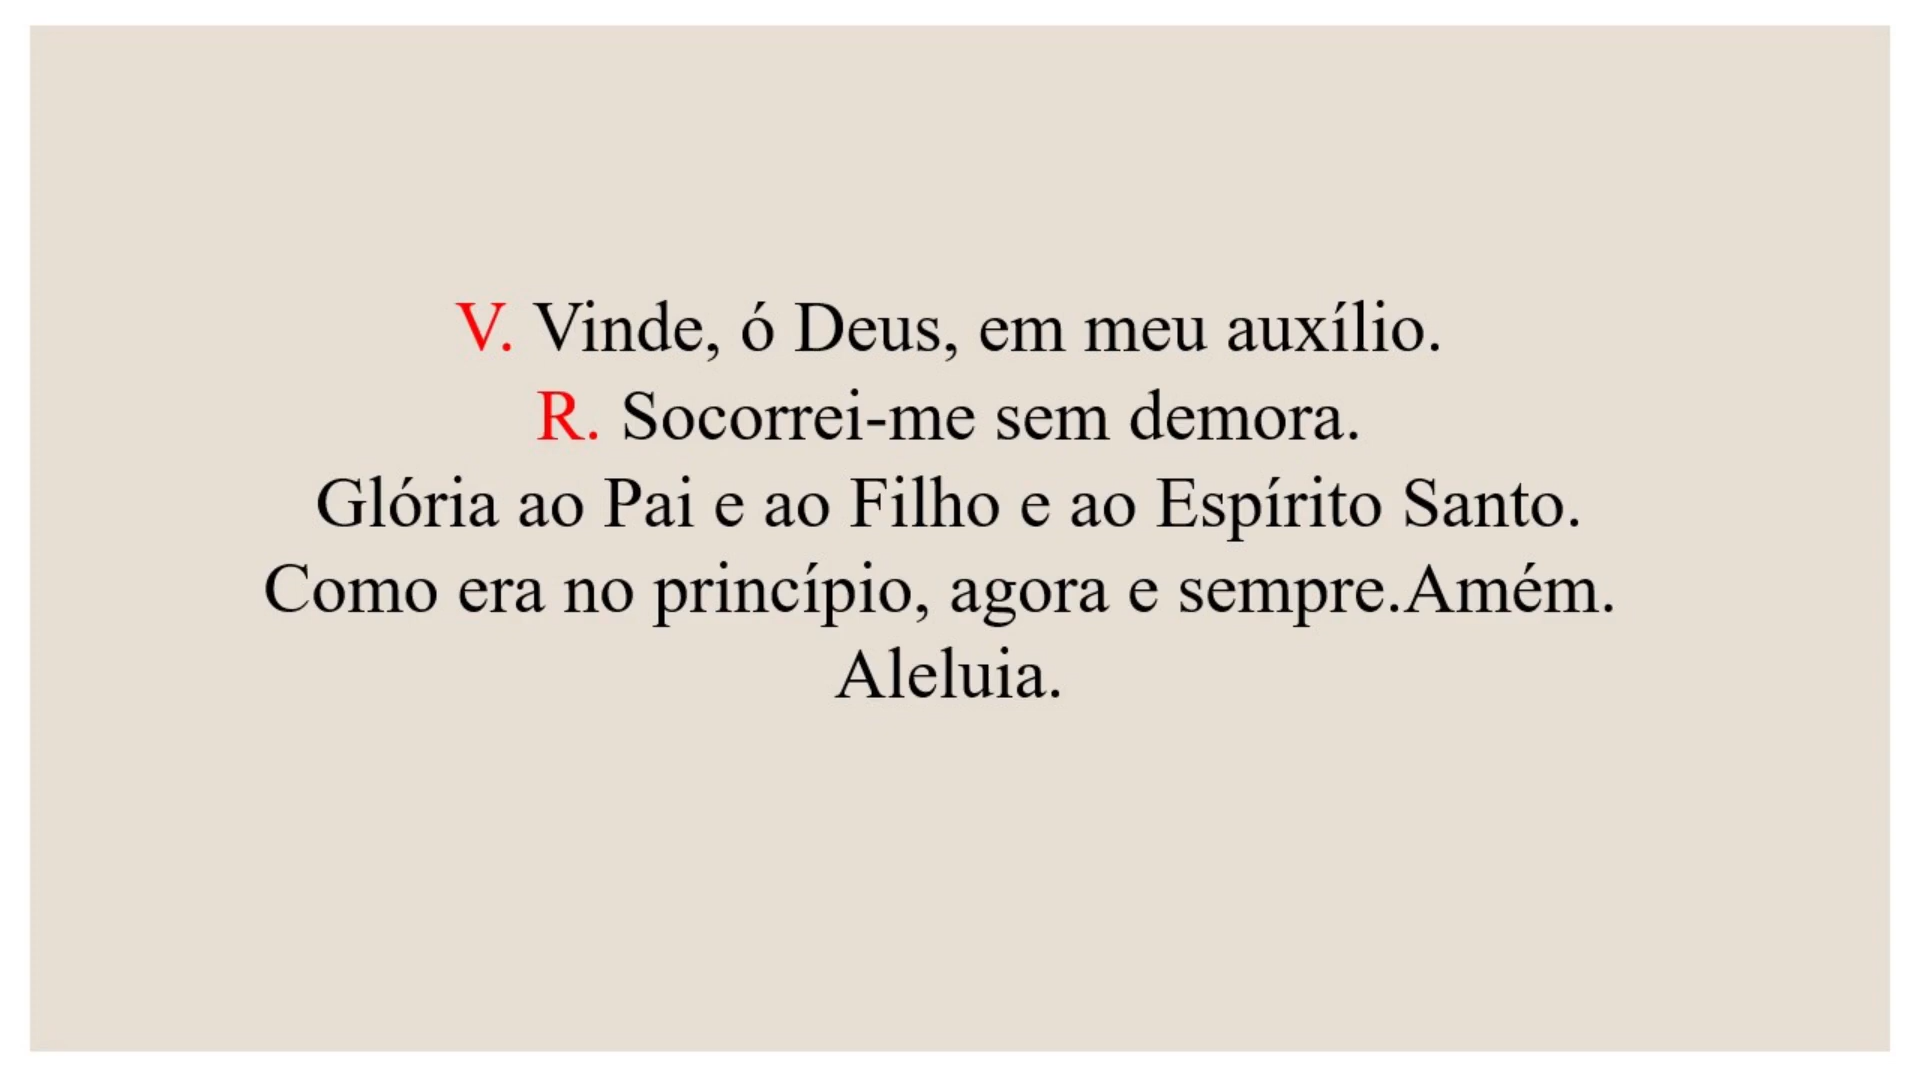 V. Vinde, ó Deus, em meu auxílio.
R. Socorrei-me sem demora.
Glória ao Pai e ao Filho e ao Espírito Santo.
Como era no princípio, agora e sempre.Amém.
Aleluia.